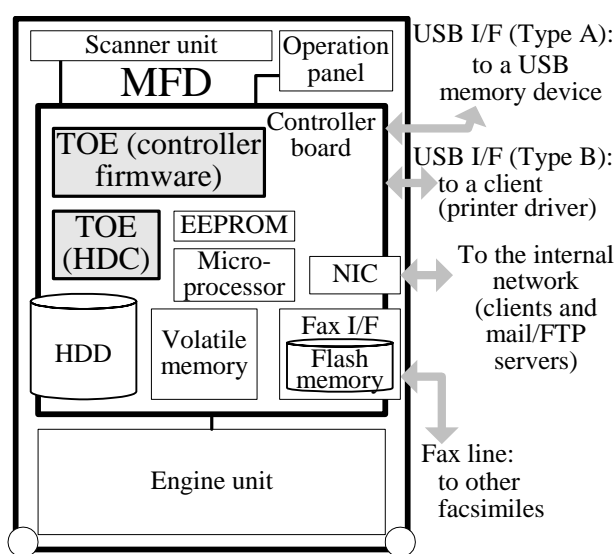 Scanner unit
Operation
panel
MFD
Controller
board
TOE (controller
firmware)
TOE
(HDC)
EEPROM
Micro-
processor
NIC
HDD
Volatile
memory
Fax I/F
Flash
memory
Engine unit
USB I/F (Type A):
to a USB
memory device
USB I/F (Type B):
to a client
(printer driver)
To the internal
network
(clients and
mail/FTP
servers)
Fax line:
to other
facsimiles